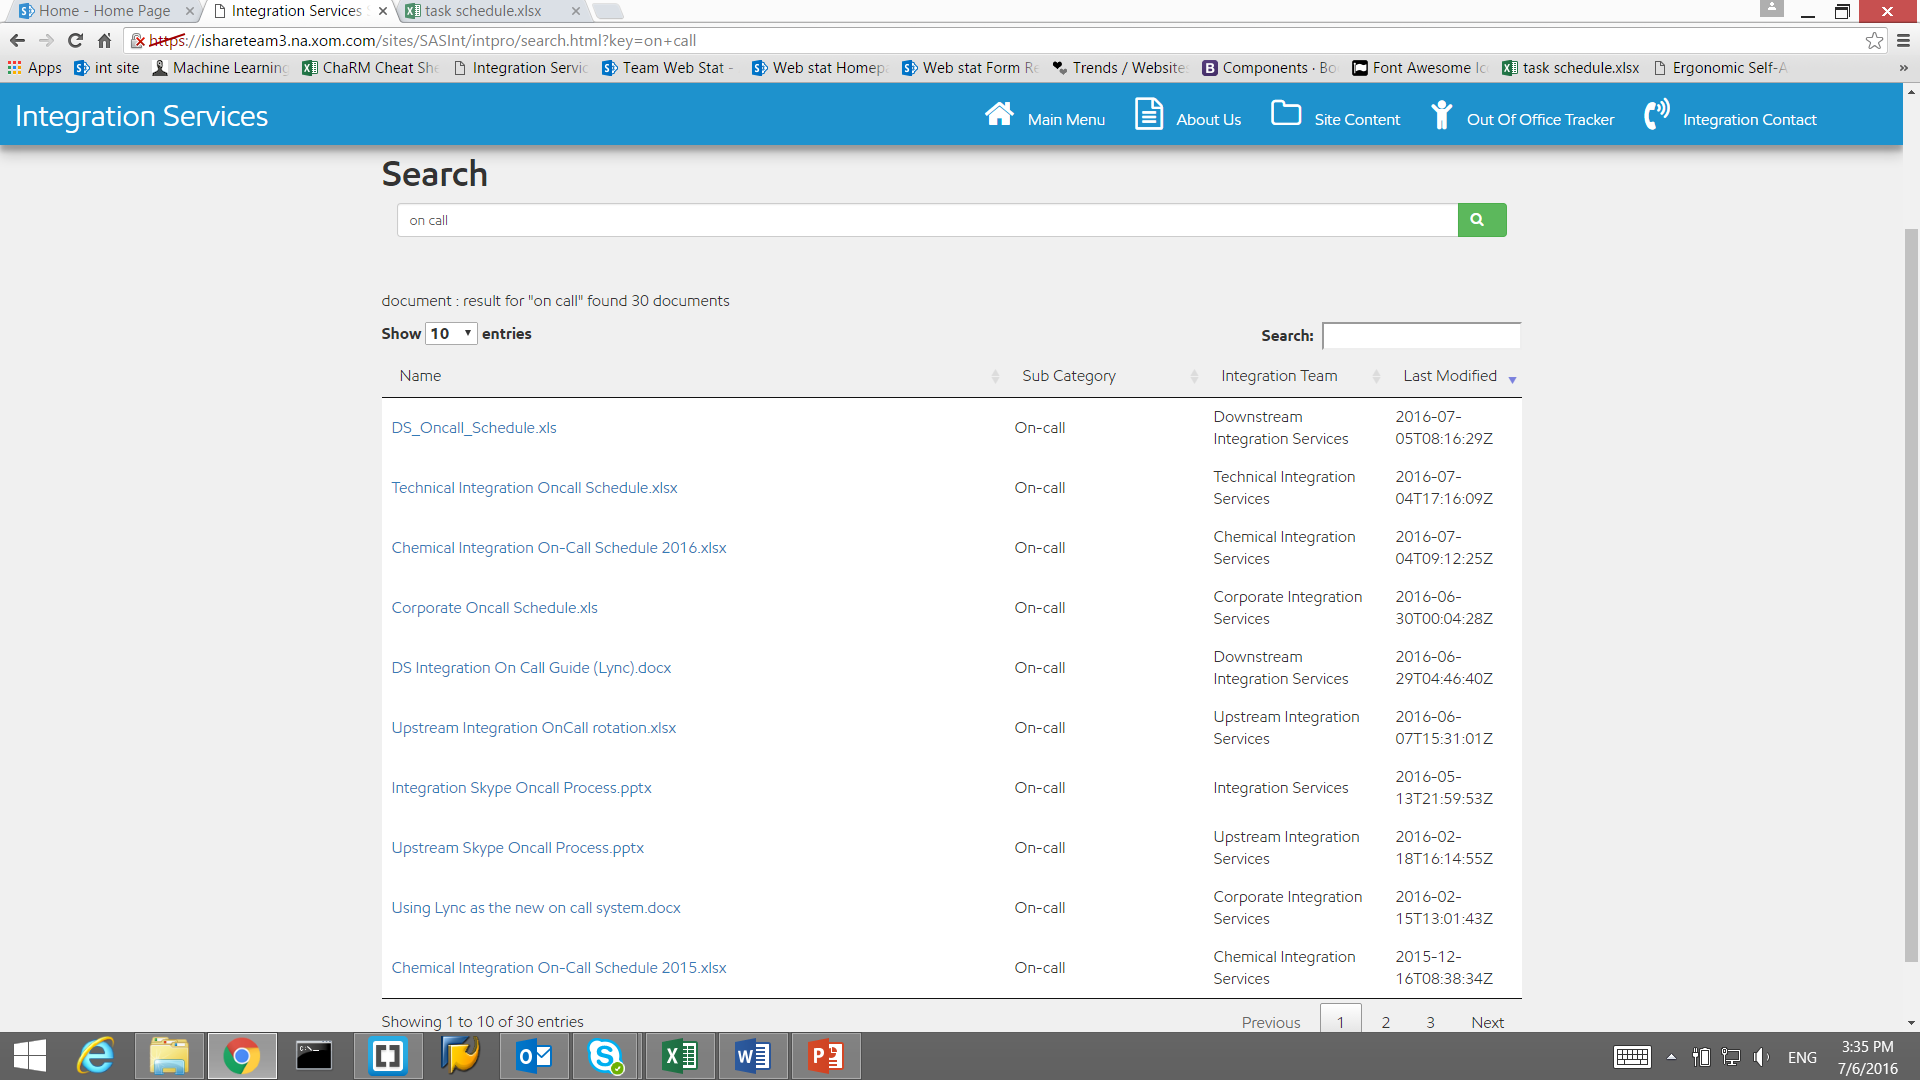 Home - Home Page
Integration Services
task schedule.xlsx
https://ishareteam3.na.xom.com/sites/SASInt/intpro/search.html?key=on+call
Apps
int site
Machine Learning
ChaRM Cheat She
Integration Servic
Team Web Stat -
Web stat Homep
Web stat Form Re
Trends / Website
Components · Bo
Font Awesome Ic
task schedule.xlsx
Ergonomic Self-A
»
Integration Services
Main Menu
About Us
Site Content
Out Of Office Tracker
Integration Contact
Search
on call
document : result for "on call" found 30 documents
Show 10 entries
Search:
Name Sub Category Integration Team Last Modified
DS_Oncall_Schedule.xls On-call Downstream Integration Services 2016-07-05T08:16:29Z
Technical Integration Oncall Schedule.xlsx On-call Technical Integration Services 2016-07-04T17:16:09Z
Chemical Integration On-Call Schedule 2016.xlsx On-call Chemical Integration Services 2016-07-04T09:12:25Z
Corporate Oncall Schedule.xls On-call Corporate Integration Services 2016-06-30T00:04:28Z
DS Integration On Call Guide (Lync).docx On-call Downstream Integration Services 2016-06-29T04:46:40Z
Upstream Integration OnCall rotation.xlsx On-call Upstream Integration Services 2016-06-07T15:31:01Z
Integration Skype Oncall Process.pptx On-call Integration Services 2016-05-13T21:59:53Z
Upstream Skype Oncall Process.pptx On-call Upstream Integration Services 2016-02-18T16:14:55Z
Using Lync as the new on call system.docx On-call Corporate Integration Services 2016-02-15T13:01:43Z
Chemical Integration On-Call Schedule 2015.xlsx On-call Chemical Integration Services 2015-12-16T08:38:34Z
Showing 1 to 10 of 30 entries
Previous 1 2 3 Next
ENG
3:35 PM
7/6/2016